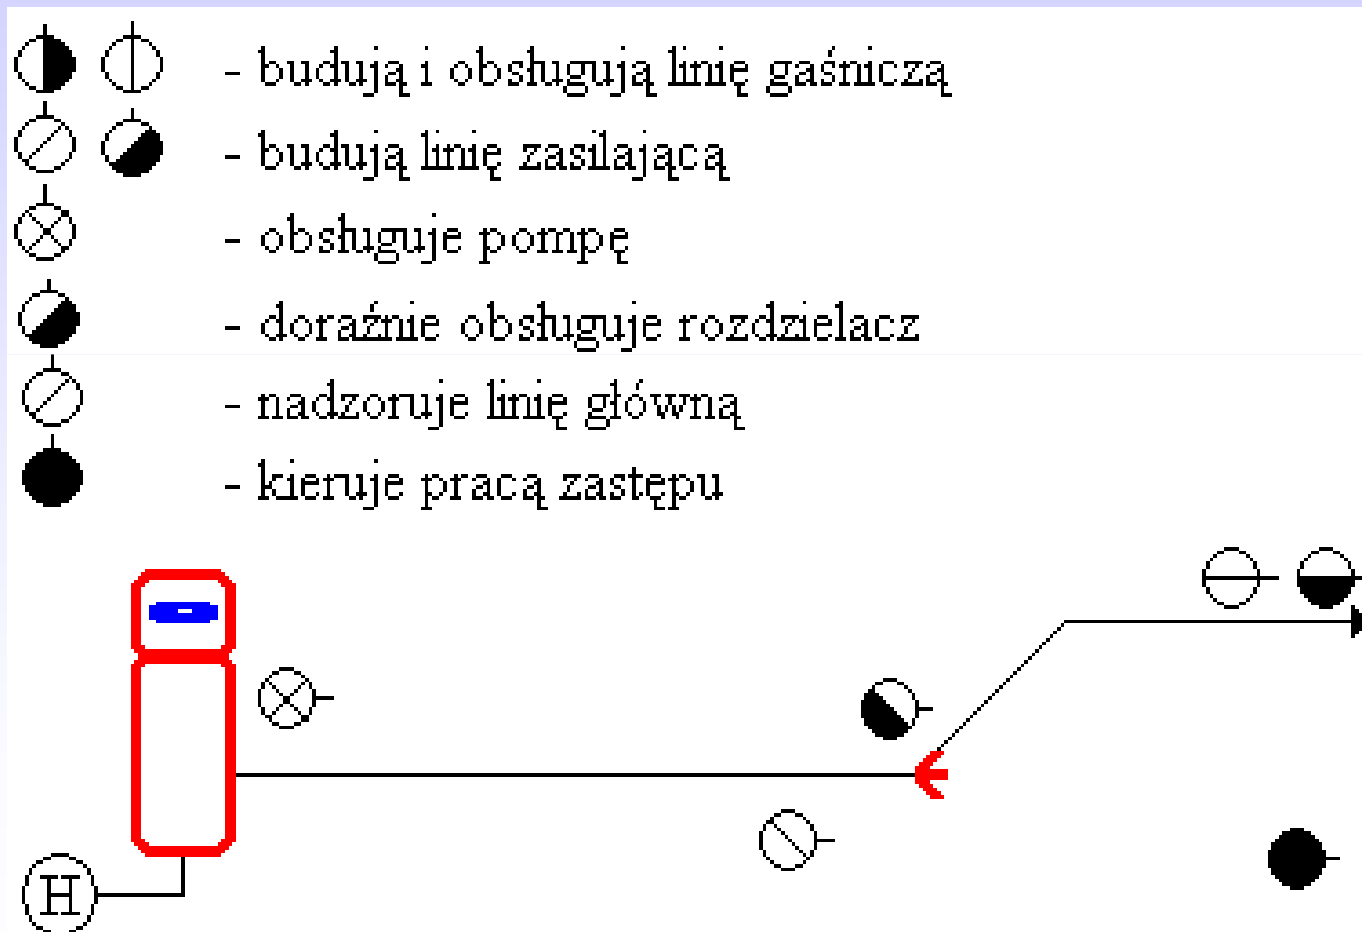 - budują i obsługują linię gaśniczą
- budują linię zasilającą
- obsługuje pompę
- doraźnie obsługuje rozdzielacz
- nadzoruje linię główną
- kieruje pracą zastępu
H